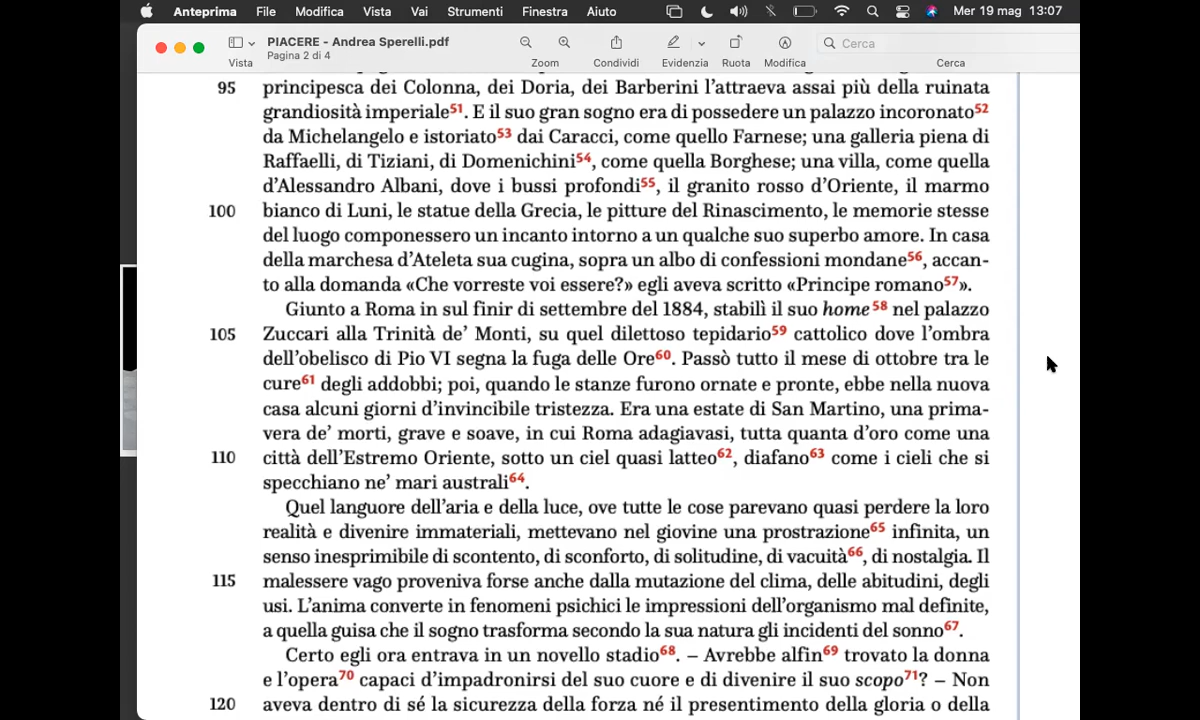 Anteprima File Modifica Vista Vai Strumenti Finestra Aiuto Mer 19 mag 13:07
PIACERE - Andrea Sperelli.pdf
Pagina 2 di 4
Cerca
Vista Zoom Condividi Evidenzia Ruota Modifica Cerca
95 principesca dei Colonna, dei Doria, dei Barberini l'attraeva assai più della ruinata
grandiosità imperiale51. E il suo gran sogno era di possedere un palazzo incoronato52
da Michelangelo e istoriato53 dai Caracci, come quello Farnese; una galleria piena di
Raffaelli, di Tiziani, di Domenichini54, come quella Borghese; una villa, come quella
d'Alessandro Albani, dove i bussi profondi55, il granito rosso d'Oriente, il marmo
100 bianco di Luni, le statue della Grecia, le pitture del Rinascimento, le memorie stesse
del luogo componessero un incanto intorno a un qualche suo superbo amore. In casa
della marchesa d'Ateleta sua cugina, sopra un albo di confessioni mondane56, accan-
to alla domanda «Che vorreste voi essere?» egli aveva scritto «Principe romano57».
Giunto a Roma in sul finir di settembre del 1884, stabilì il suo home58 nel palazzo
105 Zuccari alla Trinità de' Monti, su quel dilettoso tepidario59 cattolico dove l'ombra
dell'obelisco di Pio VI segna la fuga delle Ore60. Passò tutto il mese di ottobre tra le
cure61 degli addobbi; poi, quando le stanze furono ornate e pronte, ebbe nella nuova
casa alcuni giorni d'invincibile tristezza. Era una estate di San Martino, una prima-
vera de' morti, grave e soave, in cui Roma adagiavasi, tutta quanta d'oro come una
110 città dell'Estremo Oriente, sotto un ciel quasi latteo62, diafano63 come i cieli che si
specchiano ne' mari australi64.
Quel languore dell'aria e della luce, ove tutte le cose parevano quasi perdere la loro
realità e divenire immateriali, mettevano nel giovine una prostrazione65 infinita, un
senso inesprimibile di scontento, di sconforto, di solitudine, di vacuità66, di nostalgia. Il
115 malessere vago proveniva forse anche dalla mutazione del clima, delle abitudini, degli
usi. L'anima converte in fenomeni psichici le impressioni dell'organismo mal definite,
a quella guisa che il sogno trasforma secondo la sua natura gli incidenti del sonno67.
Certo egli ora entrava in un novello stadio68. – Avrebbe alfin69 trovato la donna
e l'opera70 capaci d'impadronirsi del suo cuore e di divenire il suo scopo71? – Non
120 aveva dentro di sé la sicurezza della forza né il presentimento della gloria o della